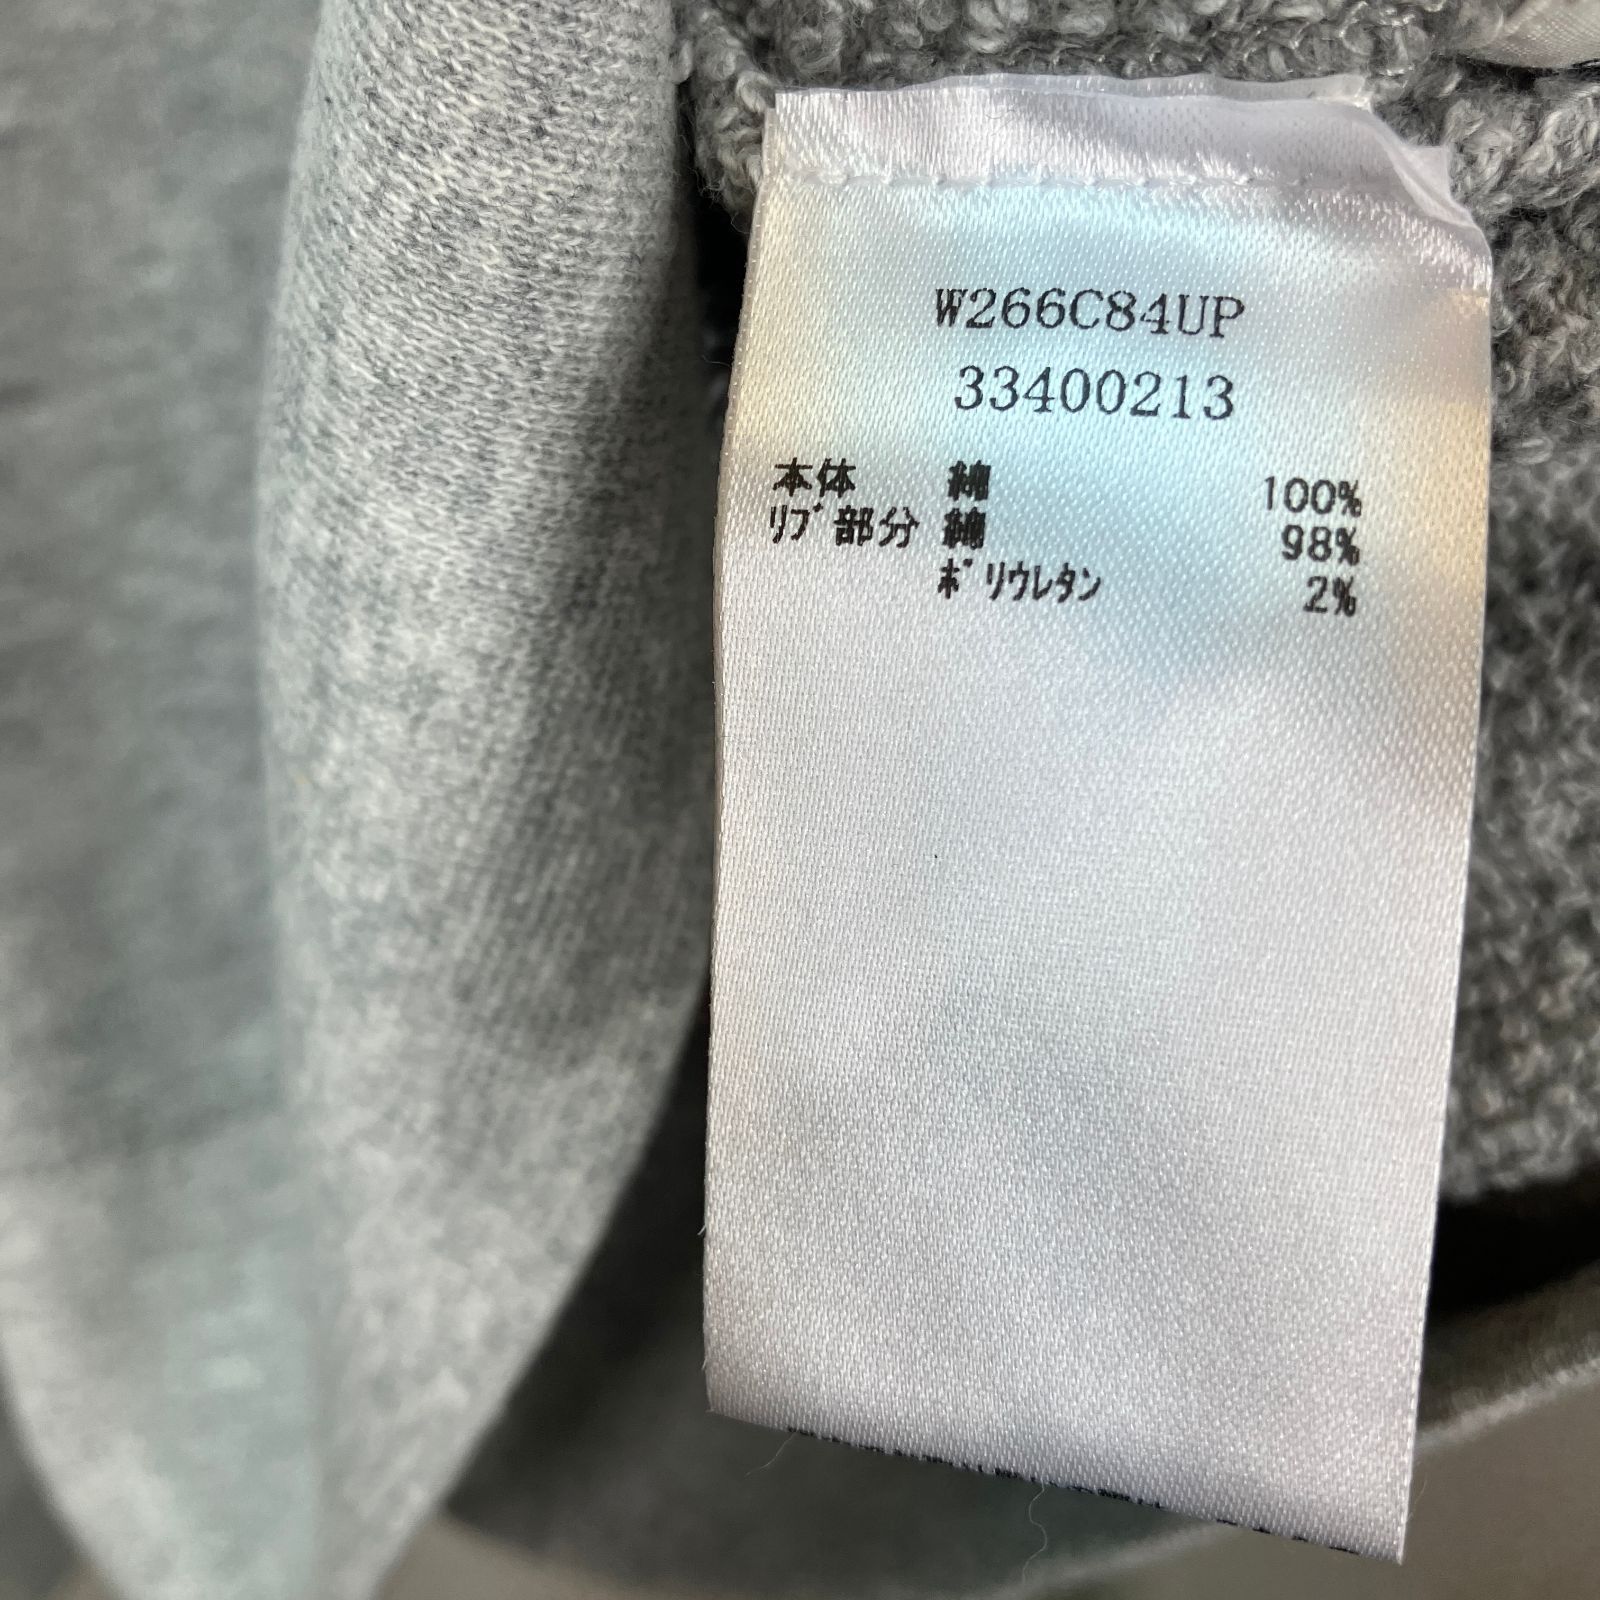 W266C84UP
33400213
本体 綿 100%
リブ部分 綿 98%
ポリウレタン 2%